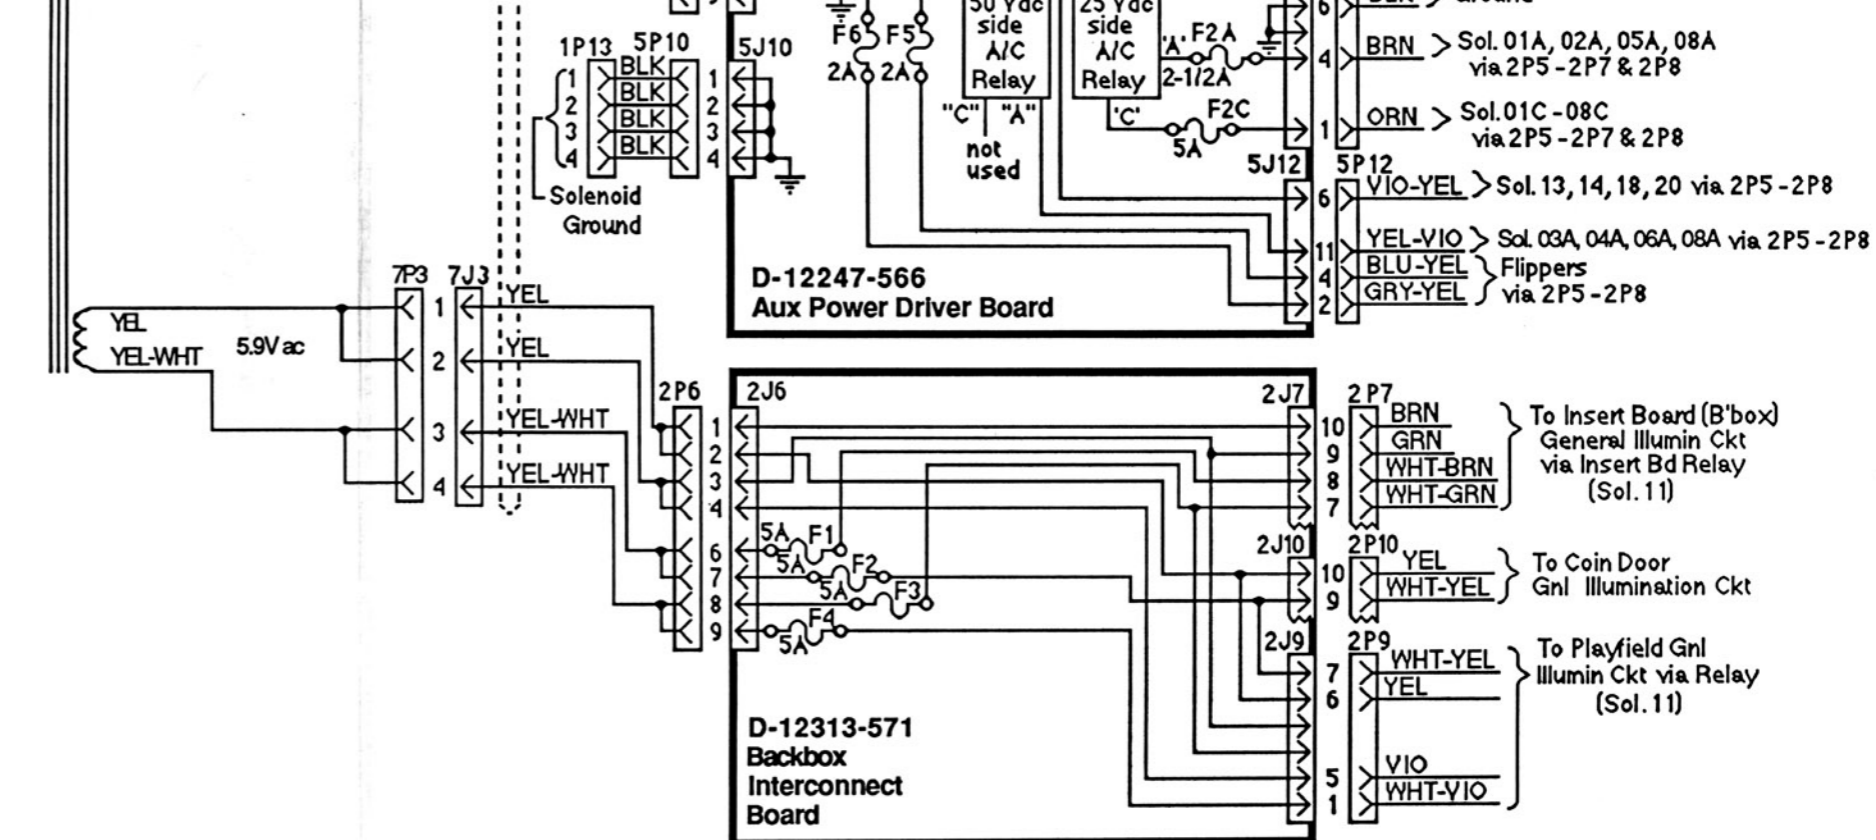 50 Vdc
side
A/C
Relay
25 Vdc
side
A/C
Relay
"C" "A"
not
used
'A'
F2A
2-1/2A
'C'
F2C
5A
F6 F5
2A 2A
6
4
1
BRN
Sol. 01A, 02A, 05A, 08A
via 2P5-2P7 & 2P8
ORN
Sol. 01C-08C
via 2P5-2P7 & 2P8
1P13 5P10 5J10
1 BLK 1
2 BLK 2
3 BLK 3
4 BLK 4
Solenoid
Ground
5J12 5P12
6 VIO-YEL Sol. 13, 14, 18, 20 via 2P5-2P8
11 YEL-VIO Sol. 03A, 04A, 06A, 08A via 2P5-2P8
4 BLU-YEL Flippers
2 GRY-YEL via 2P5-2P8
D-12247-566
Aux Power Driver Board
7P3 7J3
YEL
YEL-WHT
5.9Vac
1 YEL
2 YEL
3 YEL-WHT
4 YEL-WHT
2P6 2J6
1
2
3
4
6
7
8
9
5A F1
5A F2
5A F3
F4
5A
2J7 2P7
10 BRN
9 GRN
8 WHT-BRN
7 WHT-GRN
To Insert Board (B'box)
General Illumin Ckt
via Insert Bd Relay
(Sol. 11)
2J10 2P10
10 YEL
9 WHT-YEL
To Coin Door
Gnl Illumination Ckt
2J9 2P9
7 WHT-YEL
6 YEL
5 VIO
1 WHT-VIO
To Playfield Gnl
Illumin Ckt via Relay
(Sol. 11)
D-12313-571
Backbox
Interconnect
Board